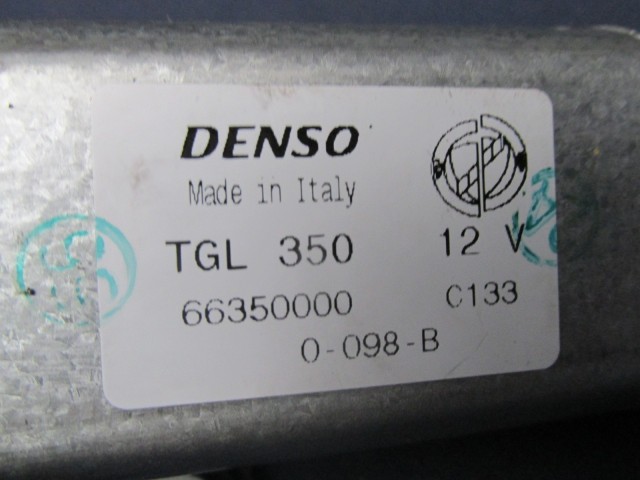 DENSO
Made in Italy
TGL 350 12 V
66350000 C133
0-098-B